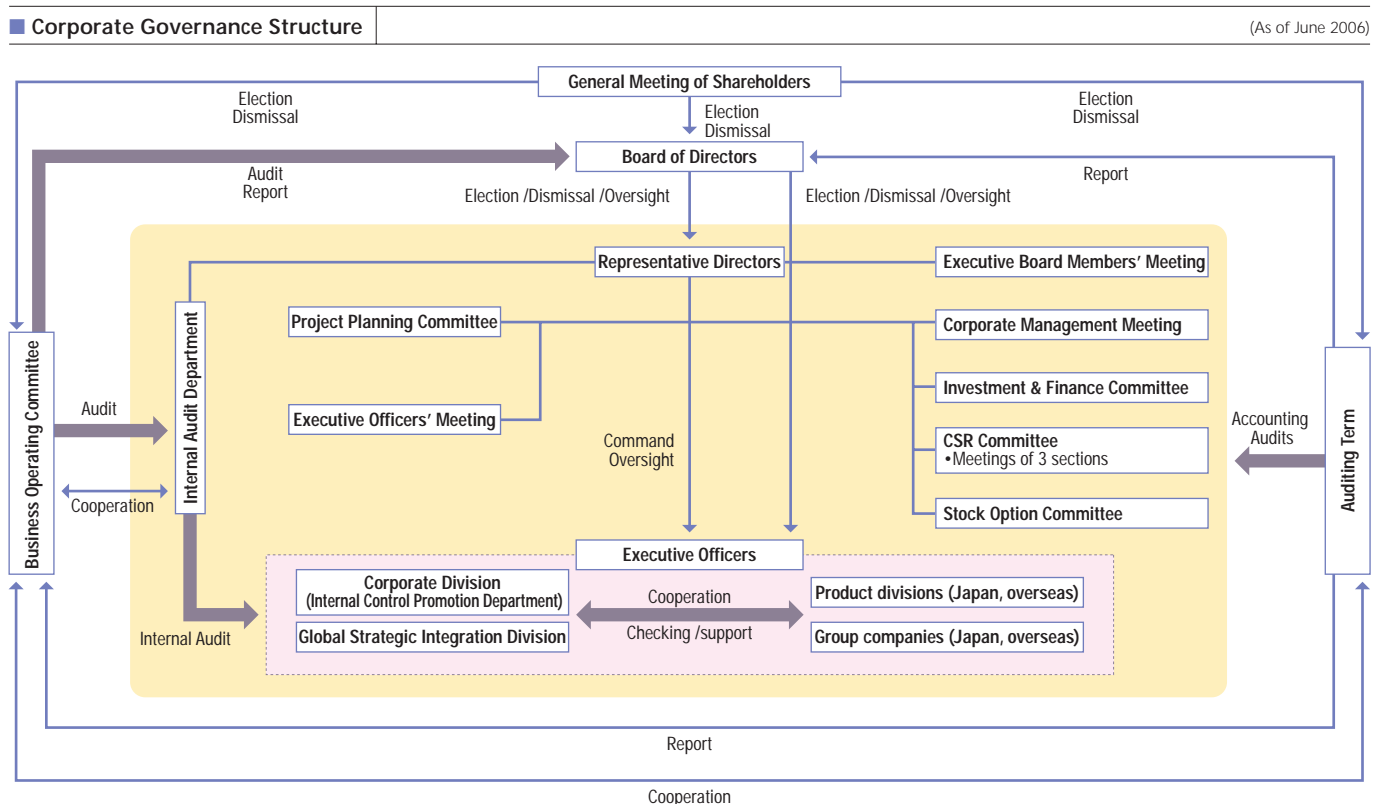 Corporate Governance Structure
(As of June 2006)
General Meeting of Shareholders
Election
Dismissal
Election
Dismissal
Election
Dismissal
Board of Directors
Audit
Report
Report
Election /Dismissal /Oversight
Election /Dismissal /Oversight
Representative Directors
Executive Board Members’ Meeting
Project Planning Committee
Corporate Management Meeting
Internal Audit Department
Business Operating Committee
Investment & Finance Committee
Audit
Executive Officers’ Meeting
Command
Oversight
CSR Committee
•Meetings of 3 sections
Accounting
Audits
Auditing Term
Cooperation
Stock Option Committee
Executive Officers
Corporate Division
(Internal Control Promotion Department)
Cooperation
Product divisions (Japan, overseas)
Internal Audit
Global Strategic Integration Division
Checking /support
Group companies (Japan, overseas)
Report
Cooperation